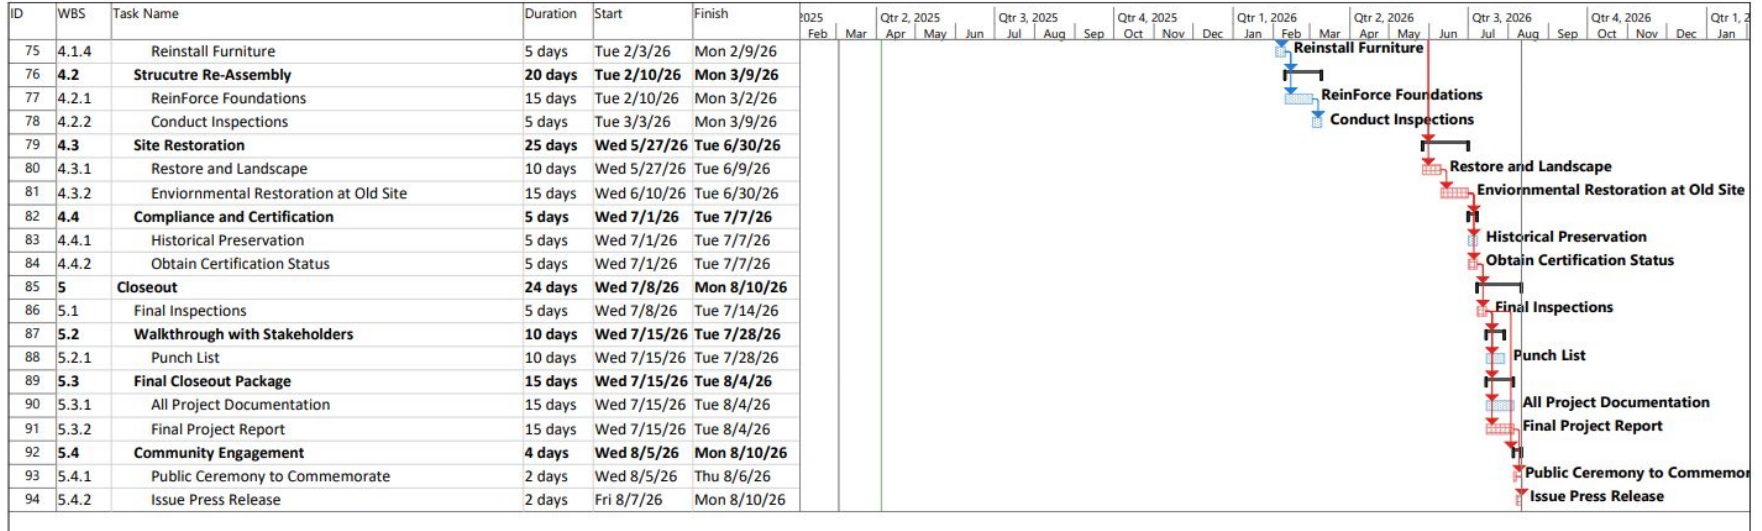 ID WBS Task Name Duration Start Finish 2025 Qtr 2, 2025 Qtr 3, 2025 Qtr 4, 2025 Qtr 1, 2026 Qtr 2, 2026 Qtr 3, 2026 Qtr 4, 2026 Qtr 1, 2
Feb Mar Apr May Jun Jul Aug Sep Oct Nov Dec Jan Feb Mar Apr May Jun Jul Aug Sep Oct Nov Dec Jan
75 4.1.4 Reinstall Furniture 5 days Tue 2/3/26 Mon 2/9/26 Reinstall Furniture
76 4.2 Strucutre Re-Assembly 20 days Tue 2/10/26 Mon 3/9/26
77 4.2.1 ReinForce Foundations 15 days Tue 2/10/26 Mon 3/2/26 ReinForce Foundations
78 4.2.2 Conduct Inspections 5 days Tue 3/3/26 Mon 3/9/26 Conduct Inspections
79 4.3 Site Restoration 25 days Wed 5/27/26 Tue 6/30/26
80 4.3.1 Restore and Landscape 10 days Wed 5/27/26 Tue 6/9/26 Restore and Landscape
81 4.3.2 Enviornmental Restoration at Old Site 15 days Wed 6/10/26 Tue 6/30/26 Enviornmental Restoration at Old Site
82 4.4 Compliance and Certification 5 days Wed 7/1/26 Tue 7/7/26
83 4.4.1 Historical Preservation 5 days Wed 7/1/26 Tue 7/7/26 Historical Preservation
84 4.4.2 Obtain Certification Status 5 days Wed 7/1/26 Tue 7/7/26 Obtain Certification Status
85 5 Closeout 24 days Wed 7/8/26 Mon 8/10/26
86 5.1 Final Inspections 5 days Wed 7/8/26 Tue 7/14/26 Final Inspections
87 5.2 Walkthrough with Stakeholders 10 days Wed 7/15/26 Tue 7/28/26
88 5.2.1 Punch List 10 days Wed 7/15/26 Tue 7/28/26 Punch List
89 5.3 Final Closeout Package 15 days Wed 7/15/26 Tue 8/4/26
90 5.3.1 All Project Documentation 15 days Wed 7/15/26 Tue 8/4/26 All Project Documentation
91 5.3.2 Final Project Report 15 days Wed 7/15/26 Tue 8/4/26 Final Project Report
92 5.4 Community Engagement 4 days Wed 8/5/26 Mon 8/10/26
93 5.4.1 Public Ceremony to Commemorate 2 days Wed 8/5/26 Thu 8/6/26 Public Ceremony to Commemor
94 5.4.2 Issue Press Release 2 days Fri 8/7/26 Mon 8/10/26 Issue Press Release